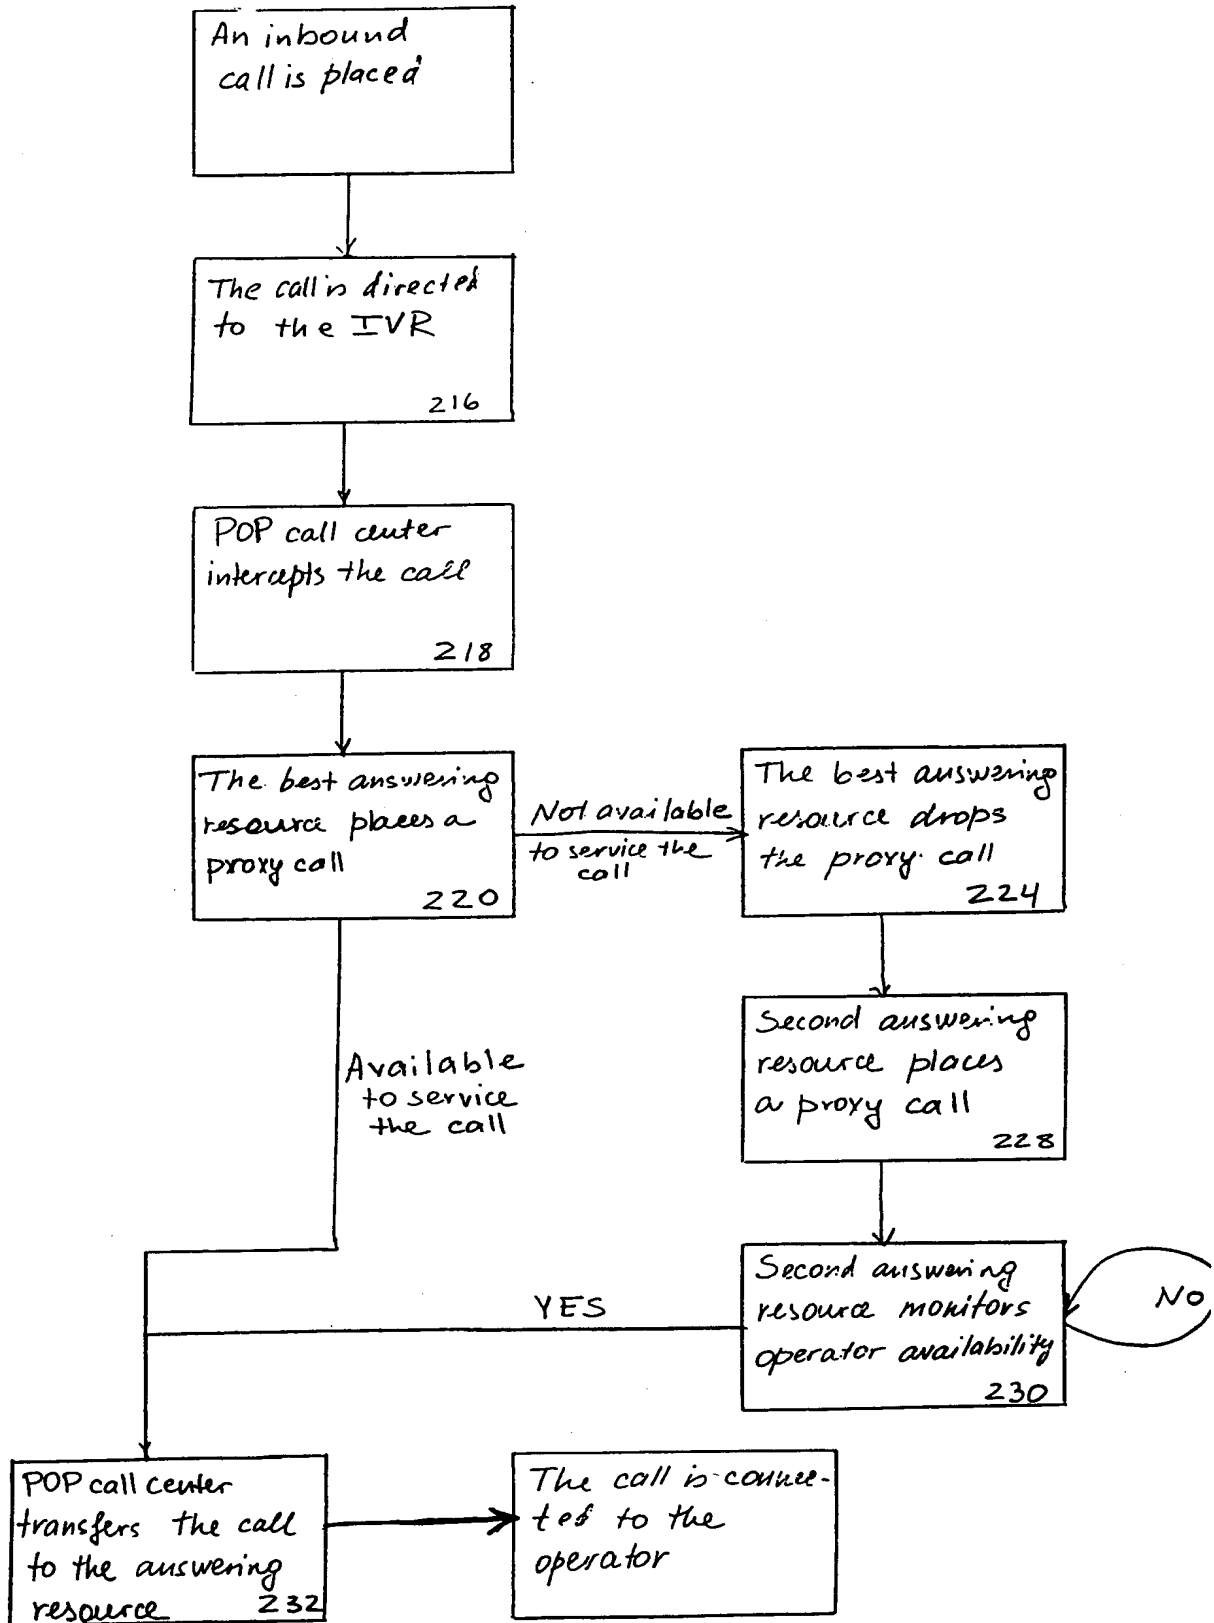 An inbound
call is placed
The call is directed
to the IVR
216
POP call center
intercepts the call
218
The best answering
resource places a
proxy call
220
Not available
to service the
call
The best answering
resource drops
the proxy call
224
Second answering
resource places
a proxy call
228
Available
to service
the call
Second answering
resource monitors
operator availability
230
NO
YES
POP call center
transfers the call
to the answering
resource 232
The call is connec-
ted to the
operator